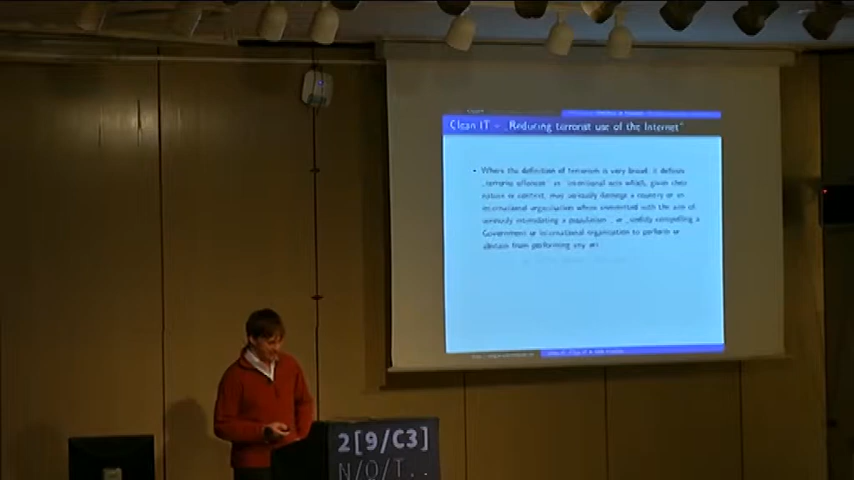 Clean IT – „Reducing terrorist use of the Internet"
• Where the definition of terrorism is very broad: it defines
„terrorist offences" as "intentional acts which, given their
nature or context, may seriously damage a country or an
international organisation where committed with the aim of
seriously intimidating a population", or „unduly compelling a
Government or international organisation to perform or
abstain from performing any act
2[9/C3]
N/O/T..